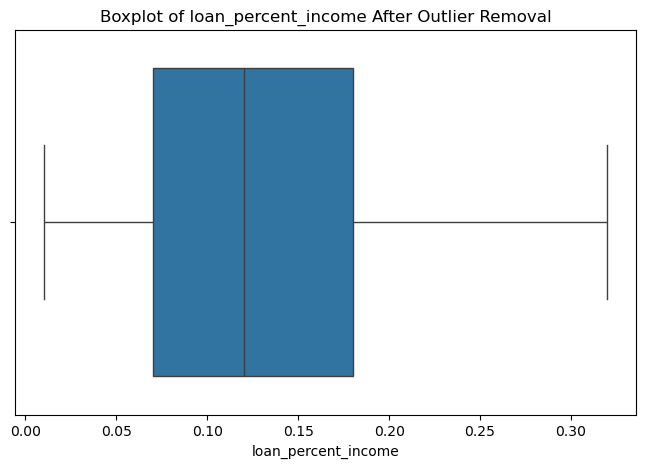 Boxplot of loan_percent_income After Outlier Removal
0.00 0.05 0.10 0.15 0.20 0.25 0.30
loan_percent_income